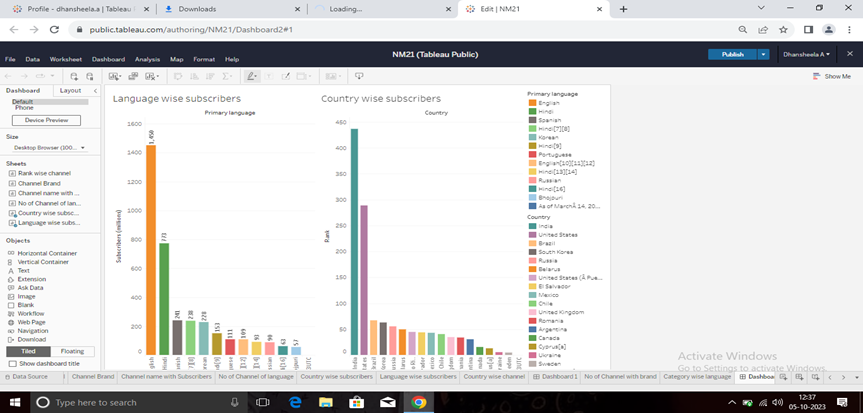 Profile - dhansheela.a | Tableau
Downloads
Loading...
Edit | NM21
public.tableau.com/authoring/NM21/Dashboard2#1
NM21 (Tableau Public)
Publish
Dhansheela A
File Data Worksheet Dashboard Analysis Map Format Help
Show Me
Dashboard Layout
Default
Phone
Device Preview
Size
Desktop Browser (100...
Sheets
Rank wise channel
Channel Brand
Channel name with ...
No of Channel of lan...
Country wise subsc...
Language wise subs...
Objects
Horizontal Container
Vertical Container
Text
Extension
Ask Data
Image
Blank
Workflow
Web Page
Navigation
Download
Tiled Floating
Show dashboard title
Language wise subscribers
Primary language
Subscribers (millions)
1600
1400
1200
1000
800
600
400
200
0
1,450
773
241
238
228
153
111
109
93
90
63
57
Country wise subscribers
Country
Rank
450
400
350
300
250
200
150
100
50
0
Primary language
English
Hindi
Spanish
Hindi[7][8]
Korean
Hindi[9]
Portuguese
English[10][11][12]
Hindi[13][14]
Russian
Hindi[16]
Bhojpuri
As of MarchÂ 14, 20...
Country
India
United States
Brazil
South Korea
Russia
Belarus
United States (Â Pue...
El Salvador
Mexico
Chile
United Kingdom
Romania
Argentina
Canada
Cyprus[a]
Ukraine
Sweden
Activate Windows
Go to Settings to activate Windows.
Data Source
Channel Brand
Channel name with Subscribers
No of Channel of language
Country wise subscribers
Language wise subscribers
Country wise channel
Dashboard 1
No of Channel with brand
Category wise language
Dashboa
Type here to search
12:37
05-10-2023